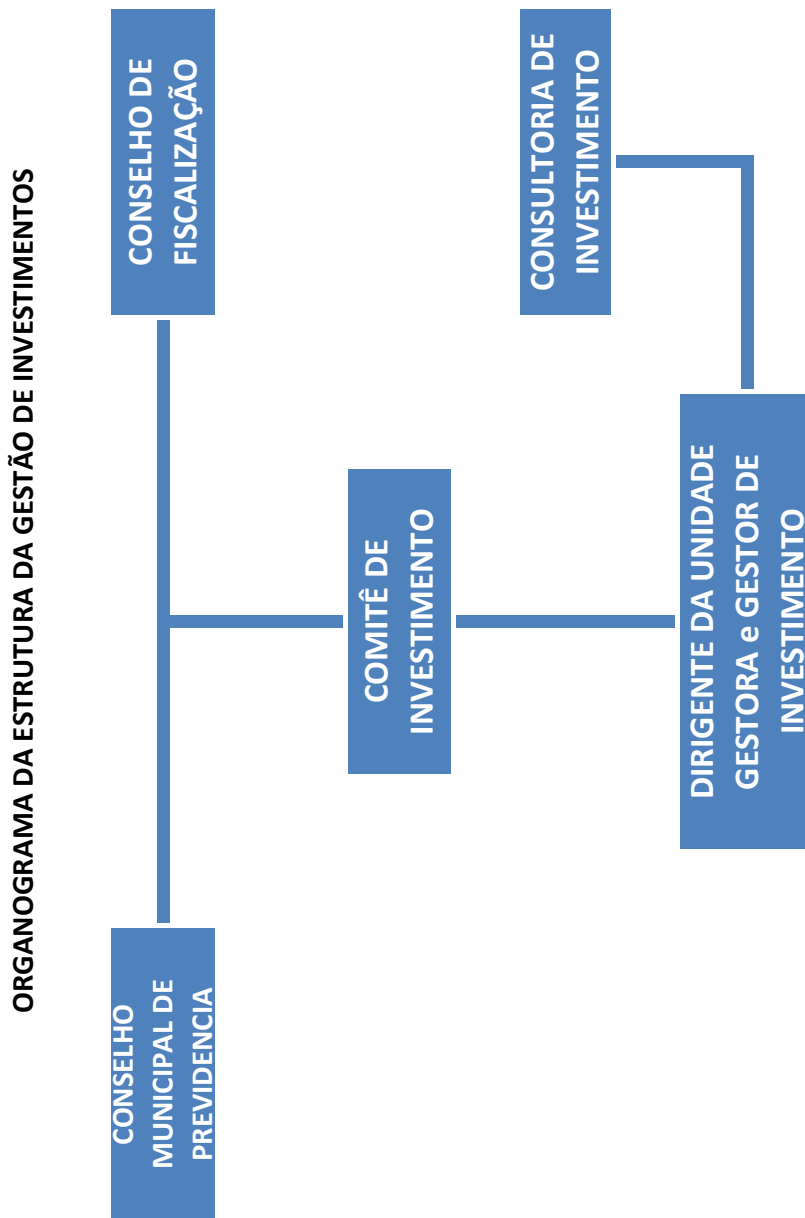 ORGANOGRAMA DA ESTRUTURA DA GESTÃO DE INVESTIMENTOS
CONSELHO
MUNICIPAL DE
PREVIDENCIA
CONSELHO DE
FISCALIZAÇÃO
COMITÊ DE
INVESTIMENTO
DIRIGENTE DA UNIDADE
GESTORA e GESTOR DE
INVESTIMENTO
CONSULTORIA DE
INVESTIMENTO